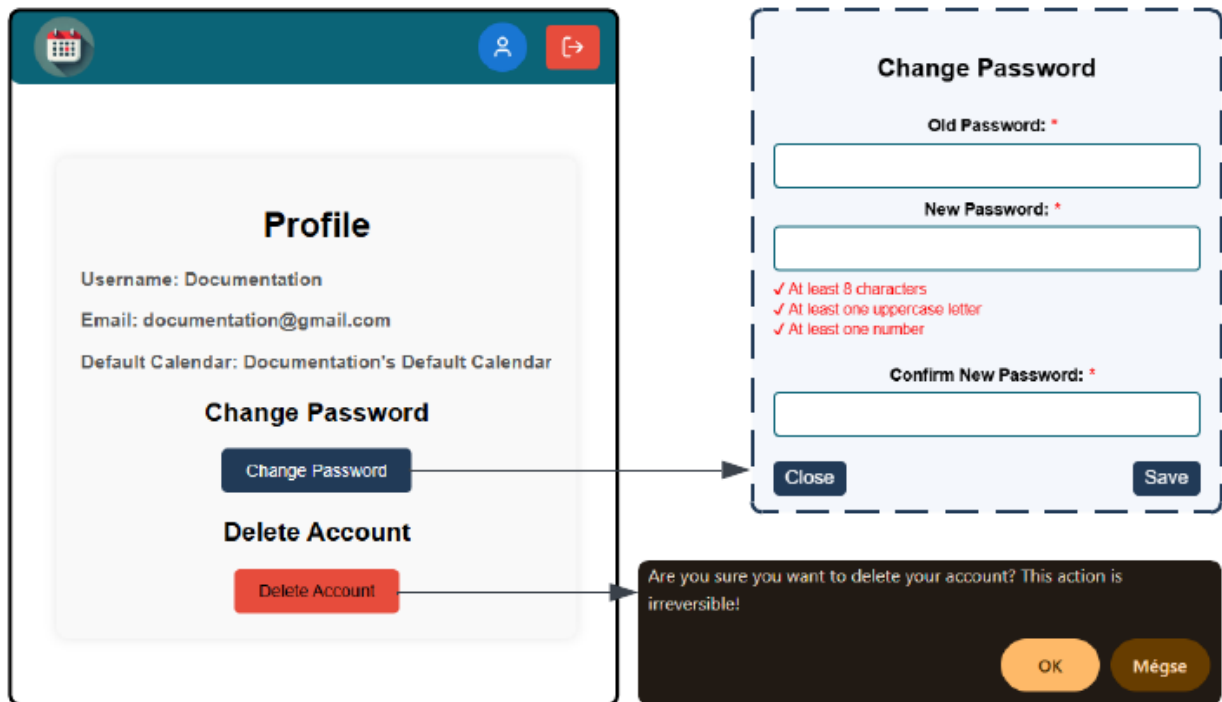 Profile
Username: Documentation
Email: documentation@gmail.com
Default Calendar: Documentation's Default Calendar
Change Password
Change Password
Delete Account
Delete Account
Change Password
Old Password: *
New Password: *
✓ At least 8 characters
✓ At least one uppercase letter
✓ At least one number
Confirm New Password: *
Close
Save
Are you sure you want to delete your account? This action is
irreversible!
OK
Mégse